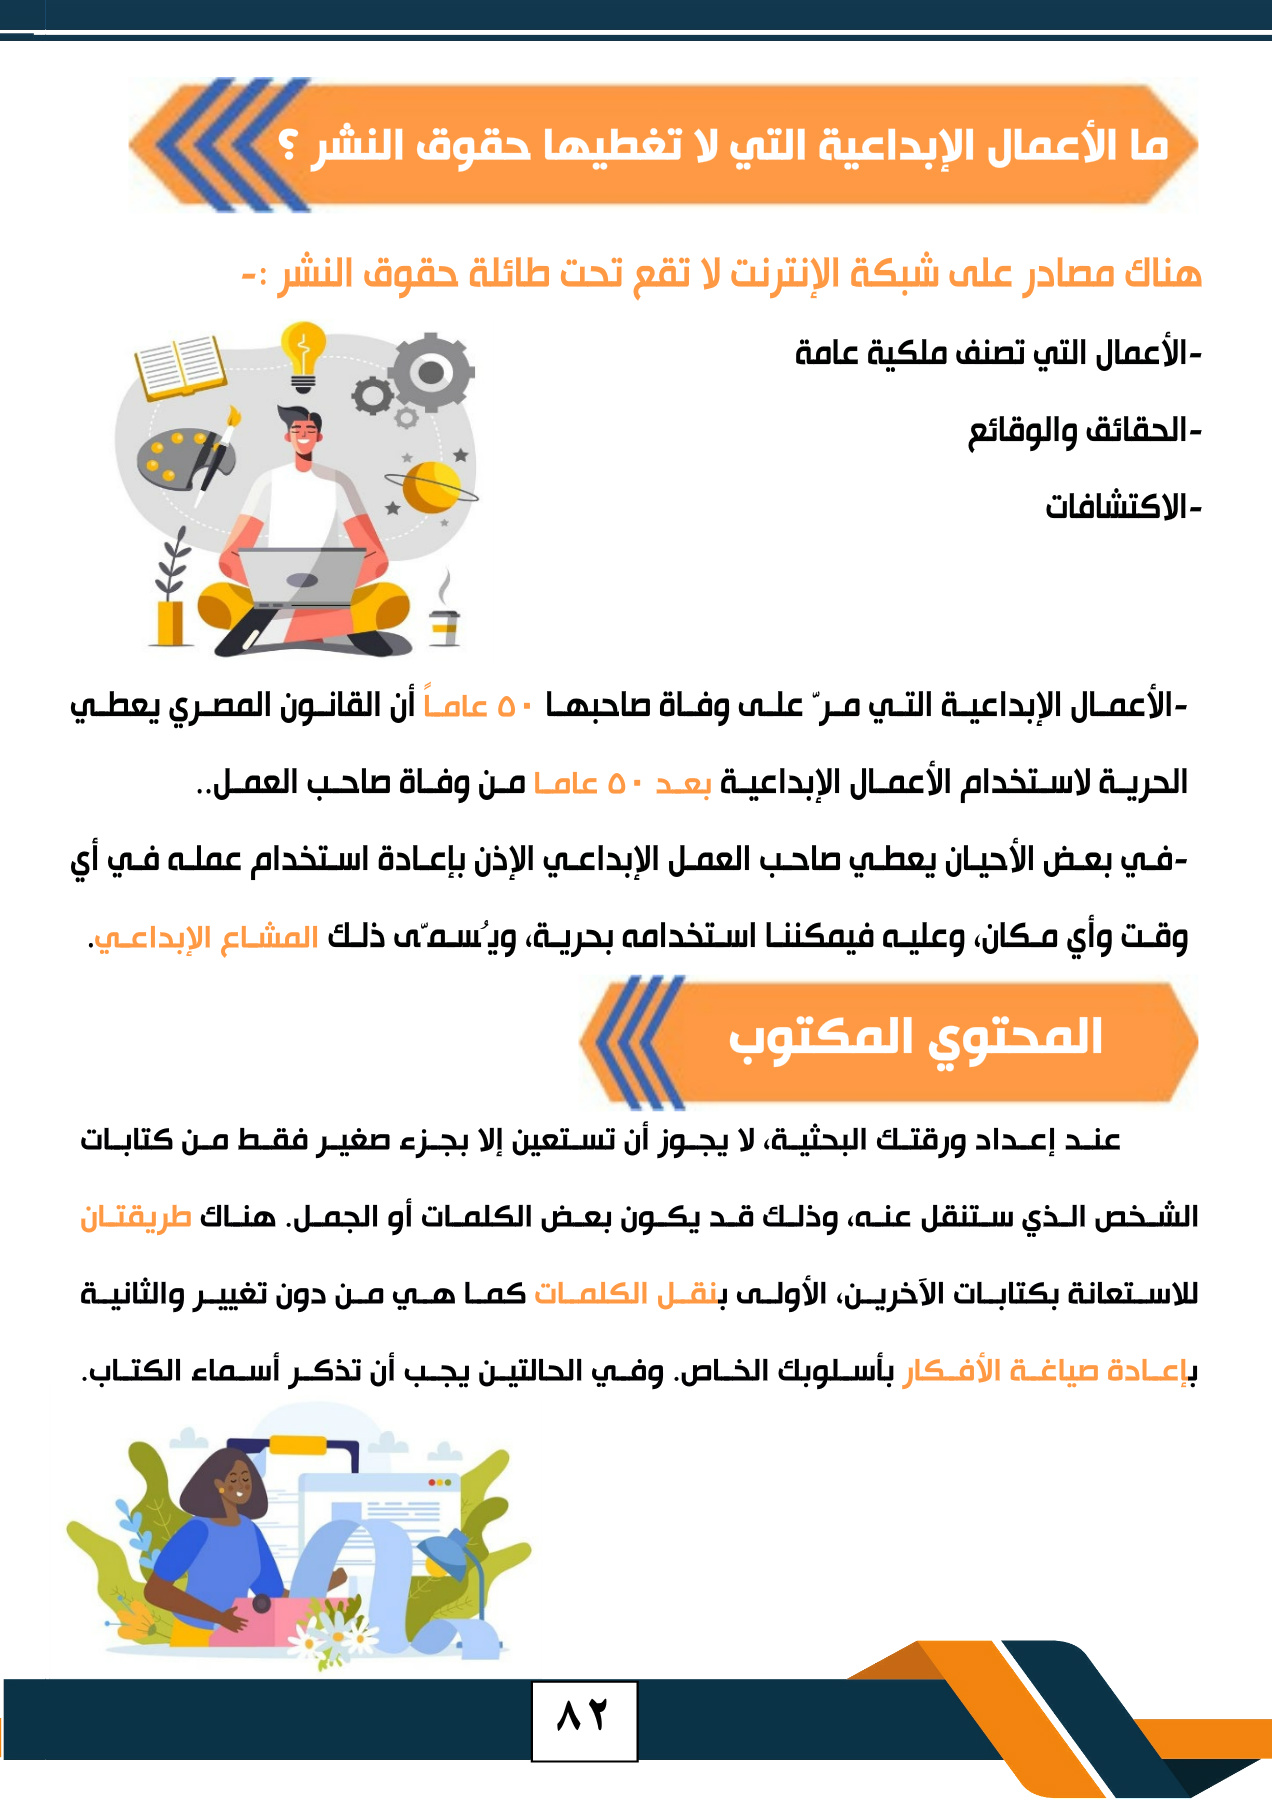 ما الأعمال الإبداعية التي لا تغطيها حقوق النشر ؟
هناك مصادر على شبكة الإنترنت لا تقع تحت طائلة حقوق النشر :-
-الأعمال التي تصنف ملكية عامة
-الحقائق والوقائع
-الاكتشافات
-الأعمال الإبداعية التي مرّ على وفاة صاحبها ٥٠ عاماً أن القانون المصري يعطي
الحرية لاستخدام الأعمال الإبداعية بعد ٥٠ عاما من وفاة صاحب العمل..
-في بعض الأحيان يعطي صاحب العمل الإبداعي الإذن بإعادة استخدام عمله في أي
وقت وأي مكان، وعليه فيمكننا استخدامه بحرية، ويُسمّى ذلك المشاع الإبداعي.
المحتوي المكتوب
عند إعداد ورقتك البحثية، لا يجوز أن تستعين إلا بجزء صغير فقط من كتابات
الشخص الذي ستنقل عنه، وذلك قد يكون بعض الكلمات أو الجمل. هناك طريقتان
للاستعانة بكتابات الآخرين، الأولى بنقل الكلمات كما هي من دون تغيير والثانية
بإعادة صياغة الأفكار بأسلوبك الخاص. وفي الحالتين يجب أن تذكر أسماء الكتاب.
٨٢